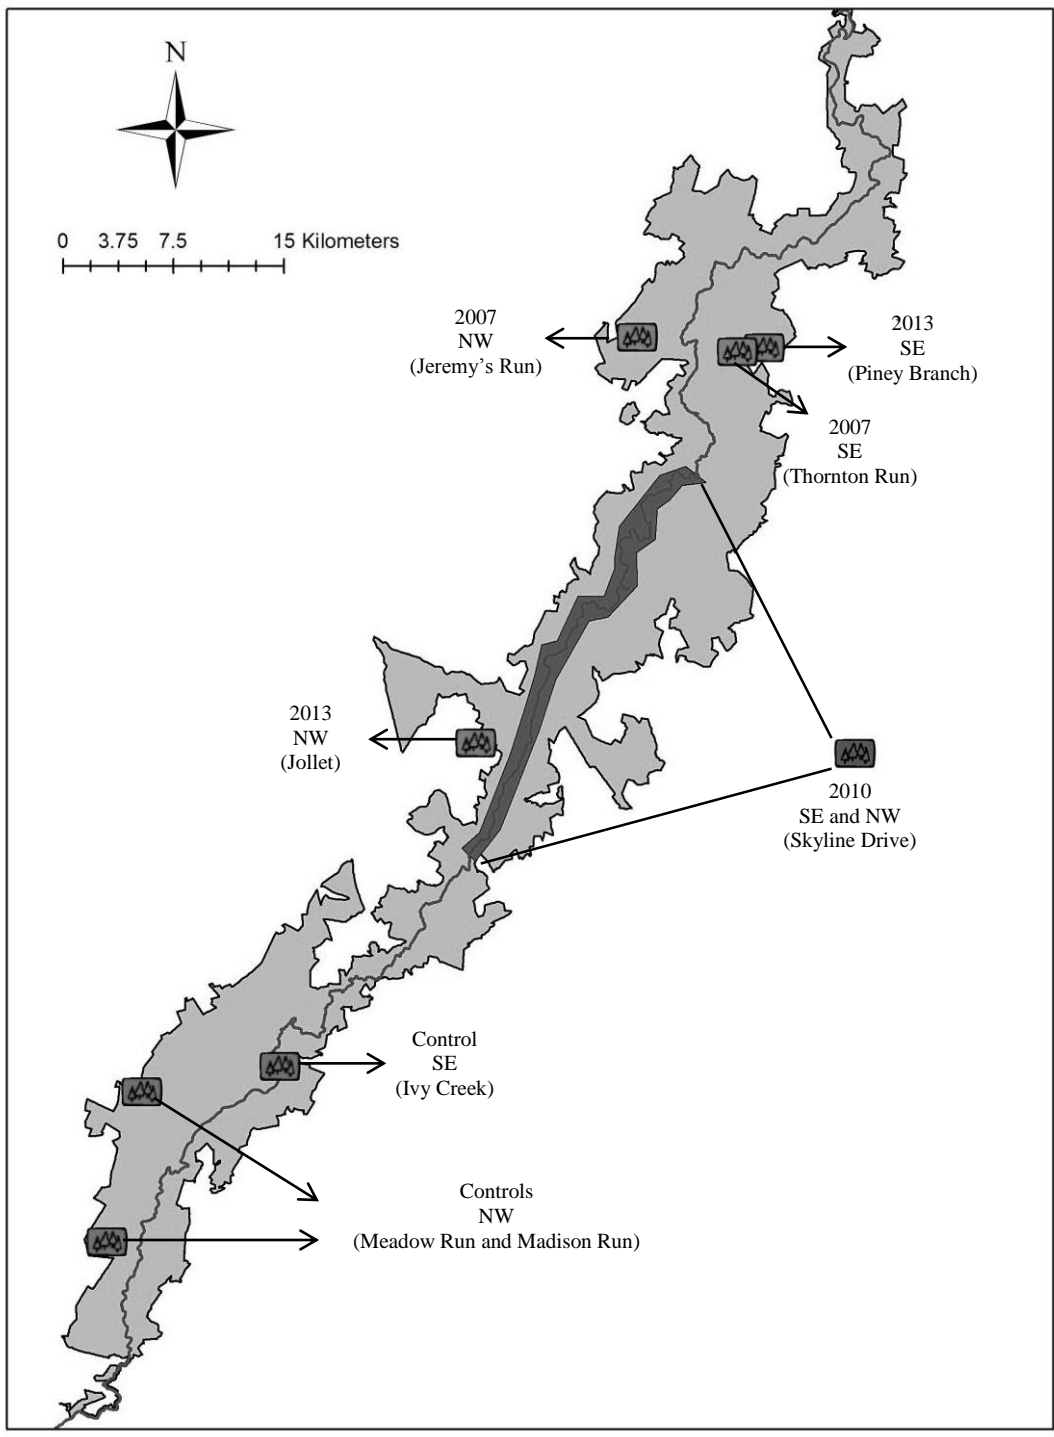 N
0 3.75 7.5 15 Kilometers
2007
NW
(Jeremy's Run)
2013
SE
(Piney Branch)
2007
SE
(Thornton Run)
2013
NW
(Jollet)
2010
SE and NW
(Skyline Drive)
Control
SE
(Ivy Creek)
Controls
NW
(Meadow Run and Madison Run)